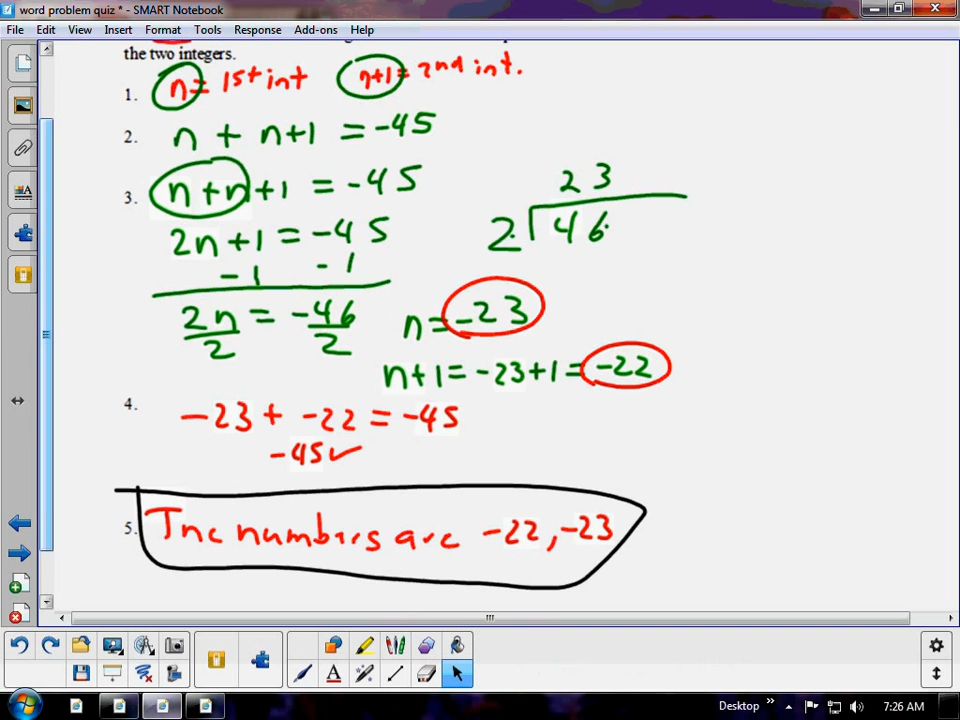 word problem quiz * - SMART Notebook
File Edit View Insert Format Tools Response Add-ons Help
the two integers.
1. n = 1st int n+1 = 2nd int.
2. n + n+1 = -45
3. n+n+1 = -45
2n+1 = -45
-1 -1
2n = -46
2 2
23
2 46
n = -23
n+1 = -23+1 = -22
4. -23 + -22 = -45
-45 ✓
5. The numbers are -22, -23
Desktop » 7:26 AM